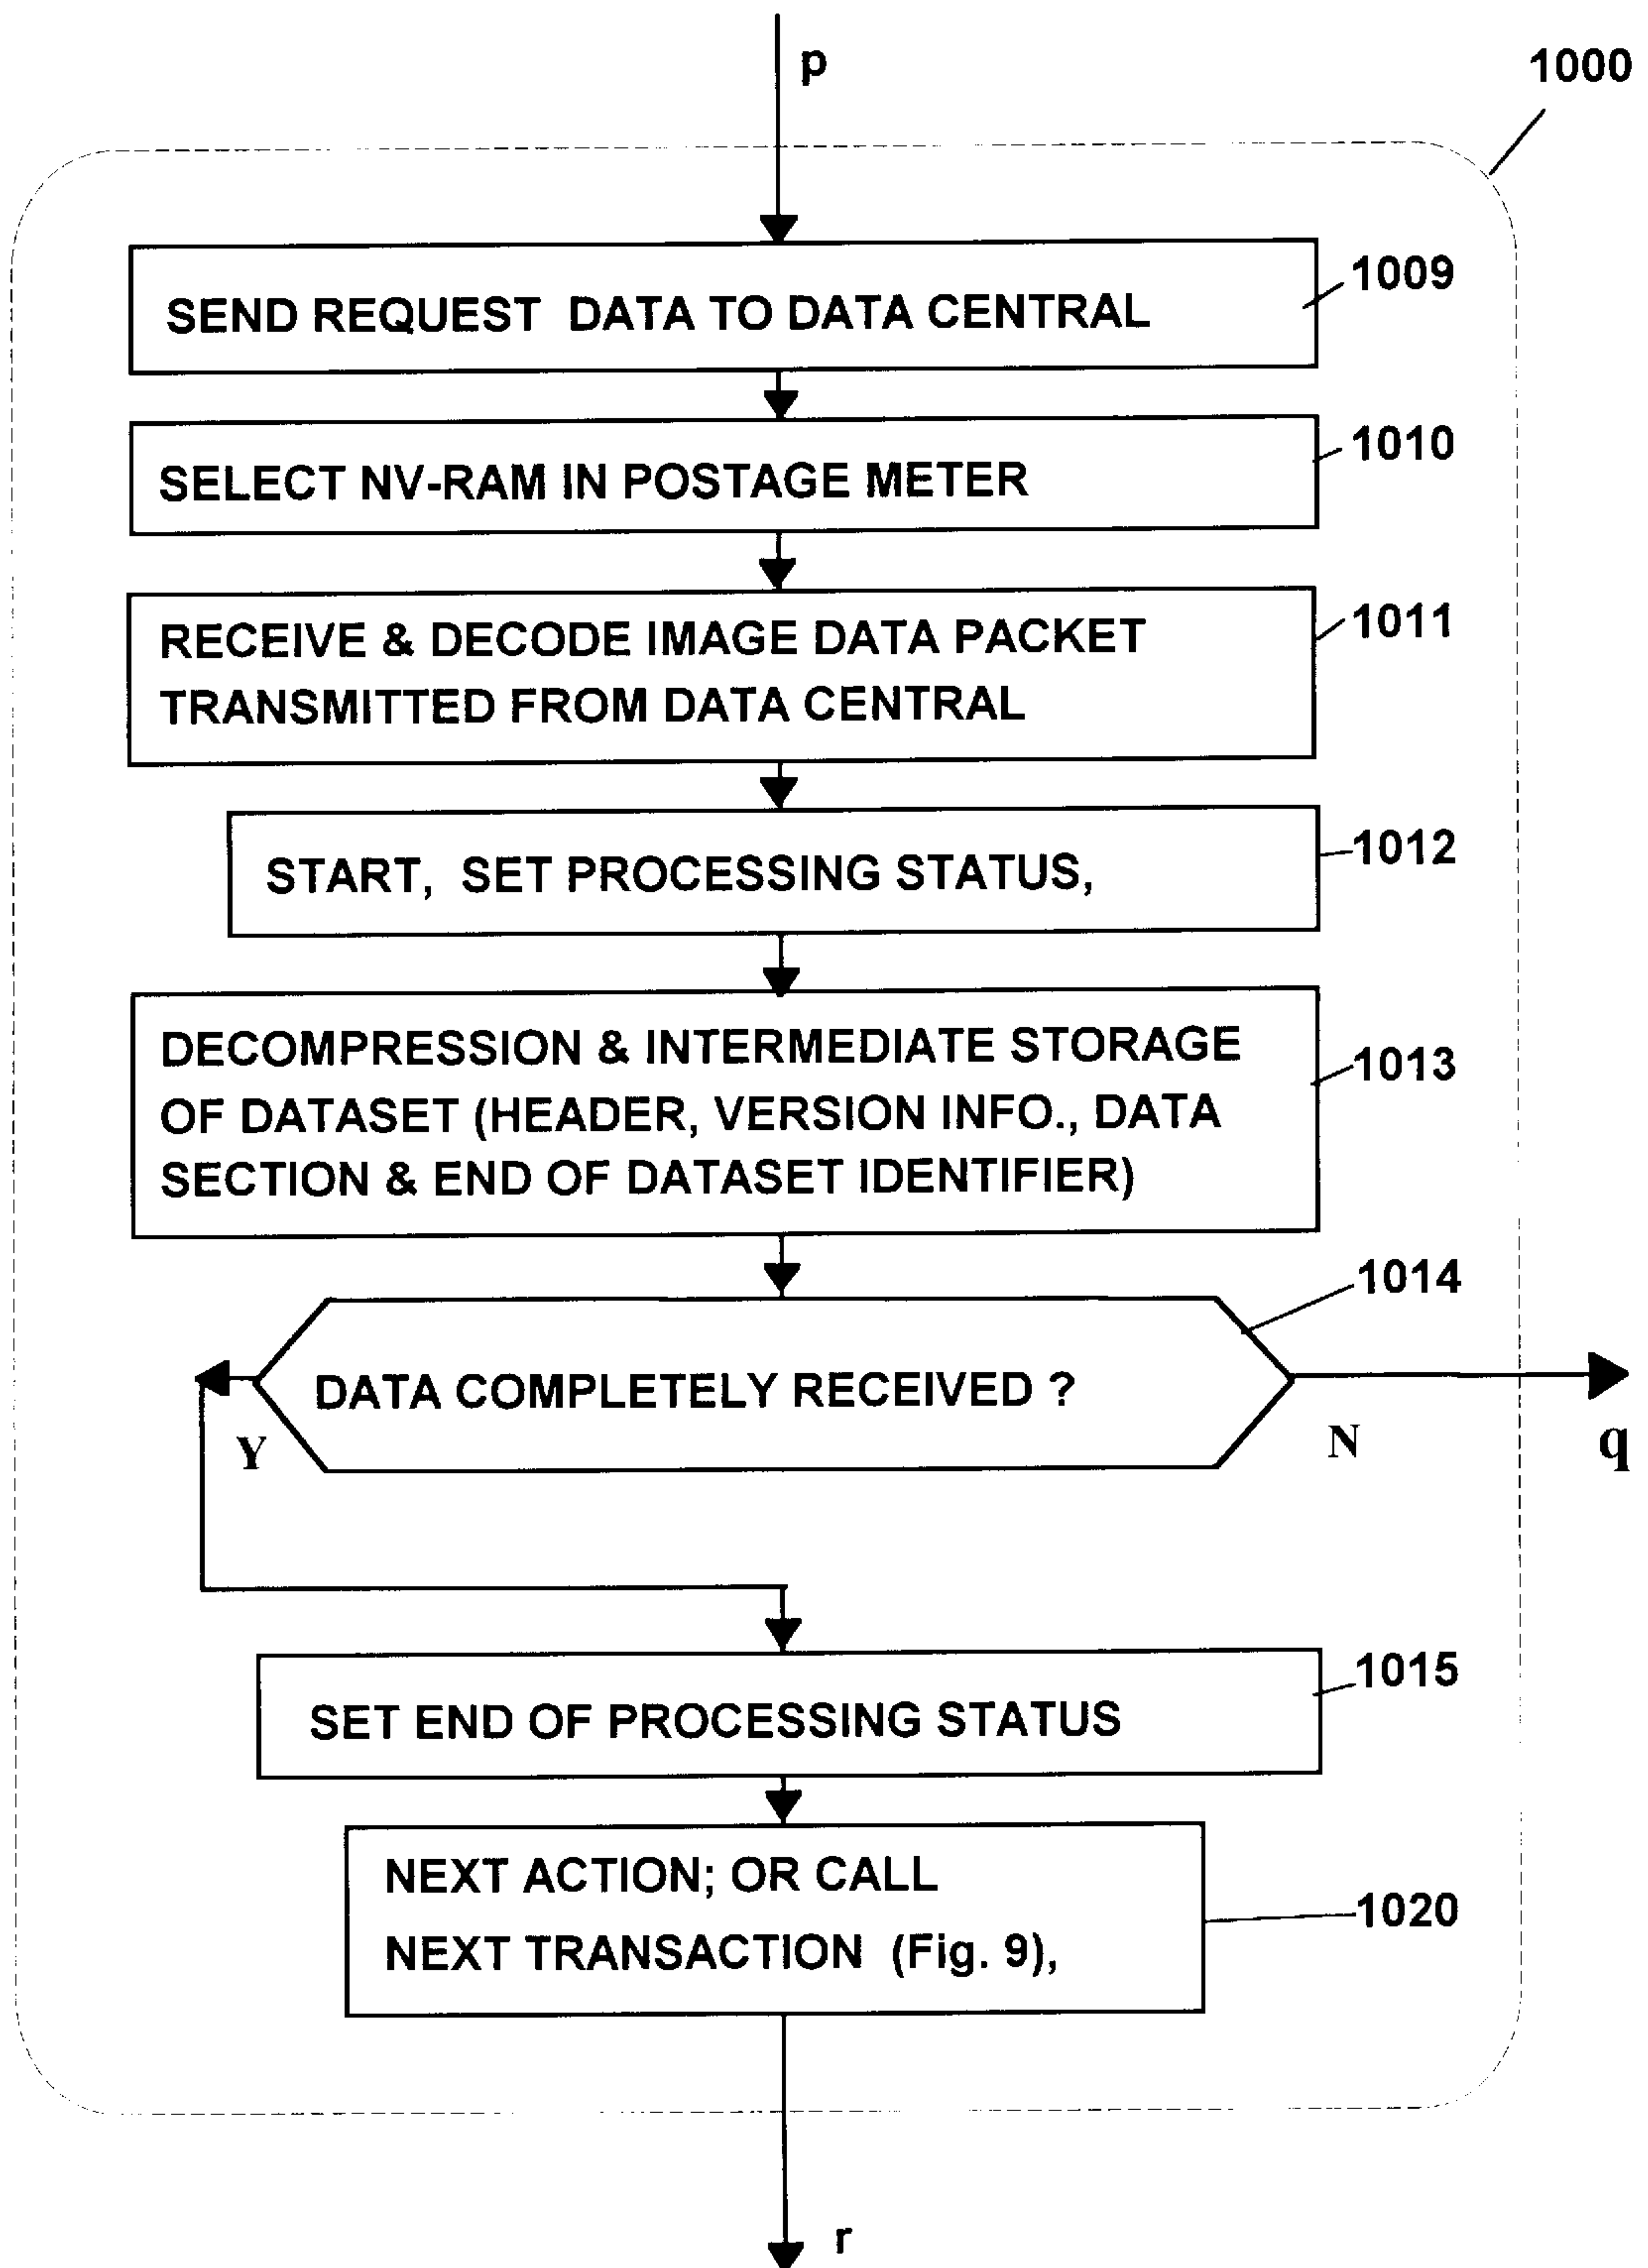 p
1000
1009
SEND REQUEST DATA TO DATA CENTRAL
1010
SELECT NV-RAM IN POSTAGE METER
1011
RECEIVE & DECODE IMAGE DATA PACKET
TRANSMITTED FROM DATA CENTRAL
1012
START, SET PROCESSING STATUS,
1013
DECOMPRESSION & INTERMEDIATE STORAGE
OF DATASET (HEADER, VERSION INFO., DATA
SECTION & END OF DATASET IDENTIFIER)
1014
DATA COMPLETELY RECEIVED ?
Y
N
q
1015
SET END OF PROCESSING STATUS
NEXT ACTION; OR CALL
1020
NEXT TRANSACTION (Fig. 9),
r